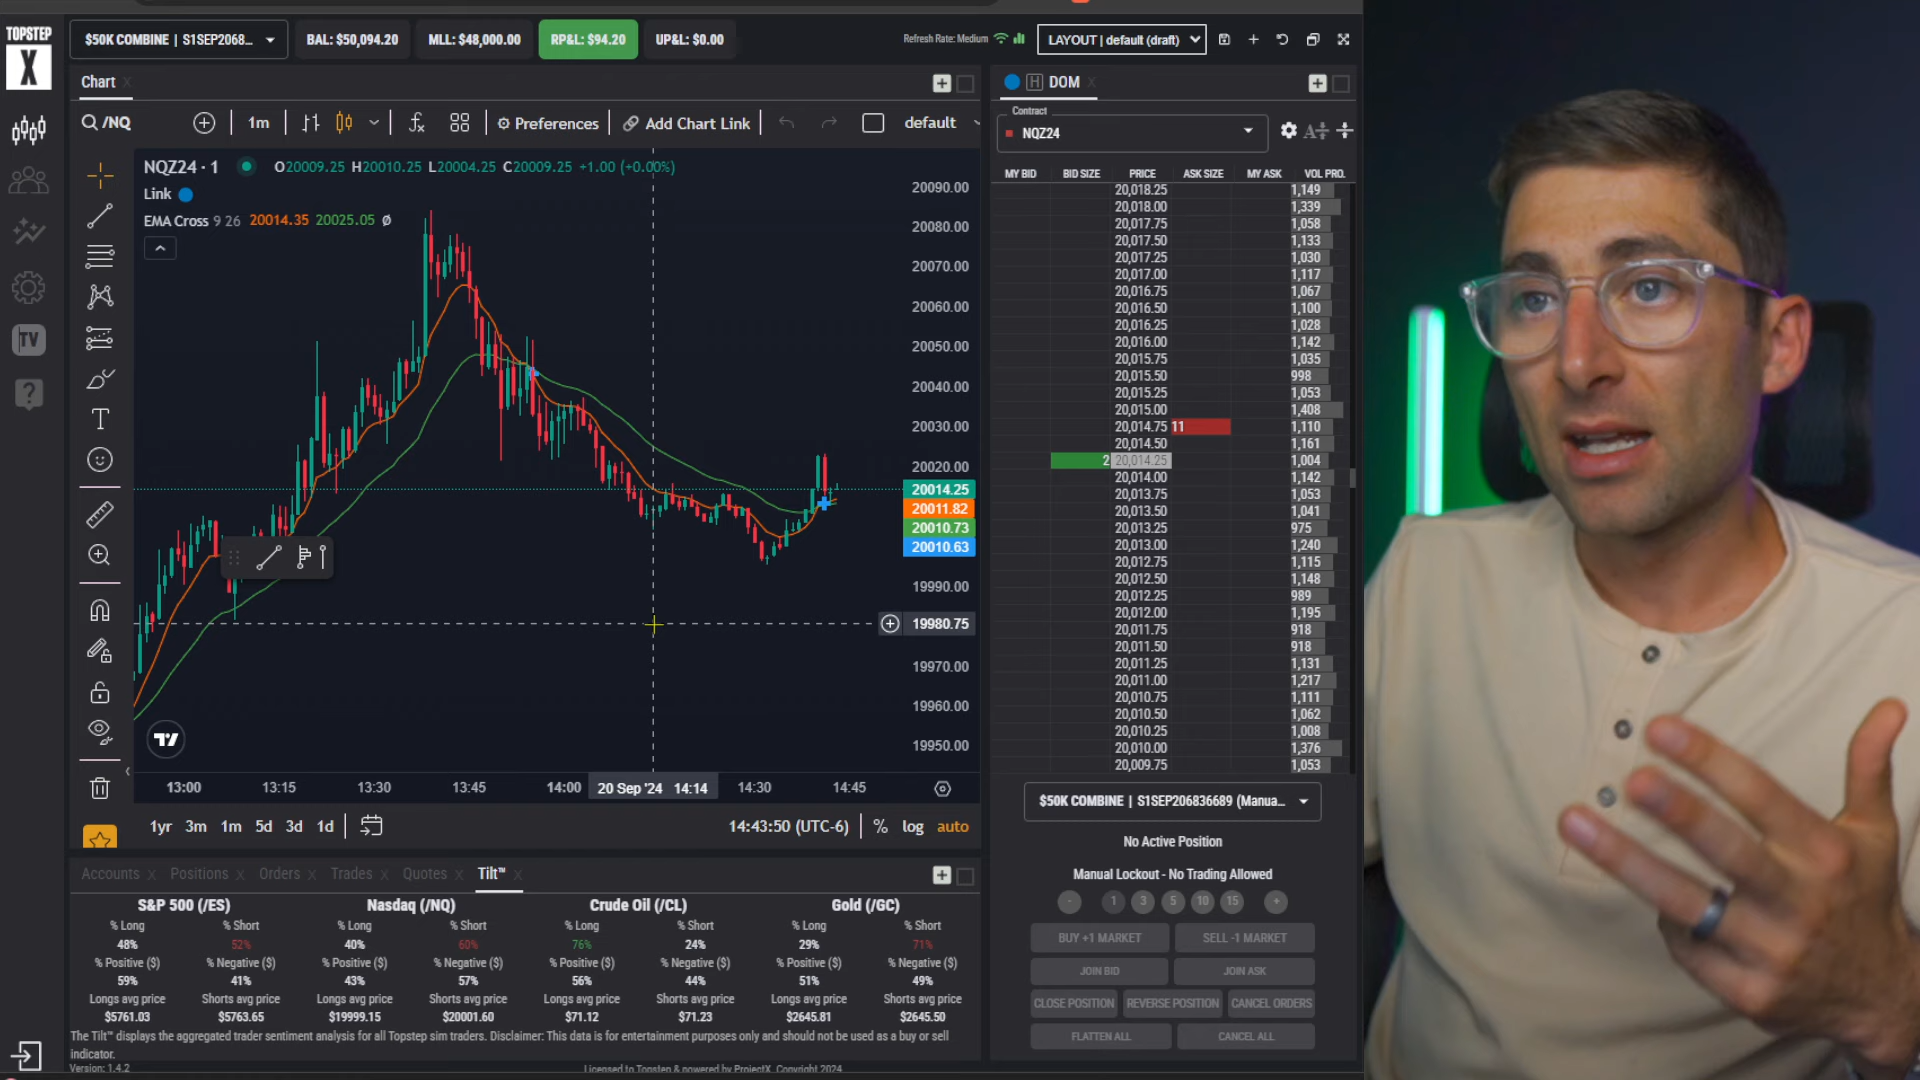 TOPSTEP
X
$50K COMBINE | S1SEP2068...
BAL: $50,094.20
MLL: $48,000.00
RP&L: $94.20
UP&L: $0.00
Refresh Rate: Medium
LAYOUT | default (draft)
Chart x
/NQ
1m
Preferences
Add Chart Link
default
NQZ24 · 1
O20009.25 H20010.25 L20004.25 C20009.25 +1.00 (+0.00%)
Link
EMA Cross 9 26 20014.35 20025.05 Ø
20090.00
20080.00
20070.00
20060.00
20050.00
20040.00
20030.00
20020.00
20014.25
20011.82
20010.73
20010.63
19990.00
19980.75
19970.00
19960.00
19950.00
TV
T
13:00
13:15
13:30
13:45
14:00
20 Sep '24 14:14
14:30
14:45
1yr 3m 1m 5d 3d 1d
14:43:50 (UTC-6)
% log auto
DOM x
H
Contract
NQZ24
MY BID BID SIZE PRICE ASK SIZE MY ASK VOL PRO.
20,018.25 1,149
20,018.00 1,339
20,017.75 1,058
20,017.50 1,133
20,017.25 1,030
20,017.00 1,117
20,016.75 1,067
20,016.50 1,100
20,016.25 1,028
20,016.00 1,142
20,015.75 1,035
20,015.50 998
20,015.25 1,053
20,015.00 1,408
20,014.75 11 1,110
20,014.50 1,161
2 20,014.25 1,004
20,014.00 1,142
20,013.75 1,053
20,013.50 1,041
20,013.25 975
20,013.00 1,240
20,012.75 1,115
20,012.50 1,148
20,012.25 989
20,012.00 1,195
20,011.75 918
20,011.50 918
20,011.25 1,131
20,011.00 1,217
20,010.75 1,111
20,010.50 1,062
20,010.25 1,008
20,010.00 1,376
20,009.75 1,053
$50K COMBINE | S1SEP206836689 (Manua...
No Active Position
Manual Lockout - No Trading Allowed
- 1 3 5 10 15 +
BUY +1 MARKET
SELL -1 MARKET
JOIN BID
JOIN ASK
CLOSE POSITION
REVERSE POSITION
CANCEL ORDERS
FLATTEN ALL
CANCEL ALL
Accounts x Positions x Orders x Trades x Quotes x Tilt™ x
S&P 500 (/ES) Nasdaq (/NQ) Crude Oil (/CL) Gold (/GC)
% Long % Short % Long % Short % Long % Short % Long % Short
48% 52% 40% 60% 76% 24% 29% 71%
% Positive ($) % Negative ($) % Positive ($) % Negative ($) % Positive ($) % Negative ($) % Positive ($) % Negative ($)
59% 41% 43% 57% 56% 44% 51% 49%
Longs avg price Shorts avg price Longs avg price Shorts avg price Longs avg price Shorts avg price Longs avg price Shorts avg price
$5761.03 $5763.65 $19999.15 $20001.60 $71.12 $71.23 $2645.81 $2645.50
The Tilt™ displays the aggregated trader sentiment analysis for all Topstep sim traders. Disclaimer: This data is for entertainment purposes only and should not be used as a buy or sell
indicator.
Version: 1.4.2
Licensed to Topstep & powered by ProjectX. Copyright 2024